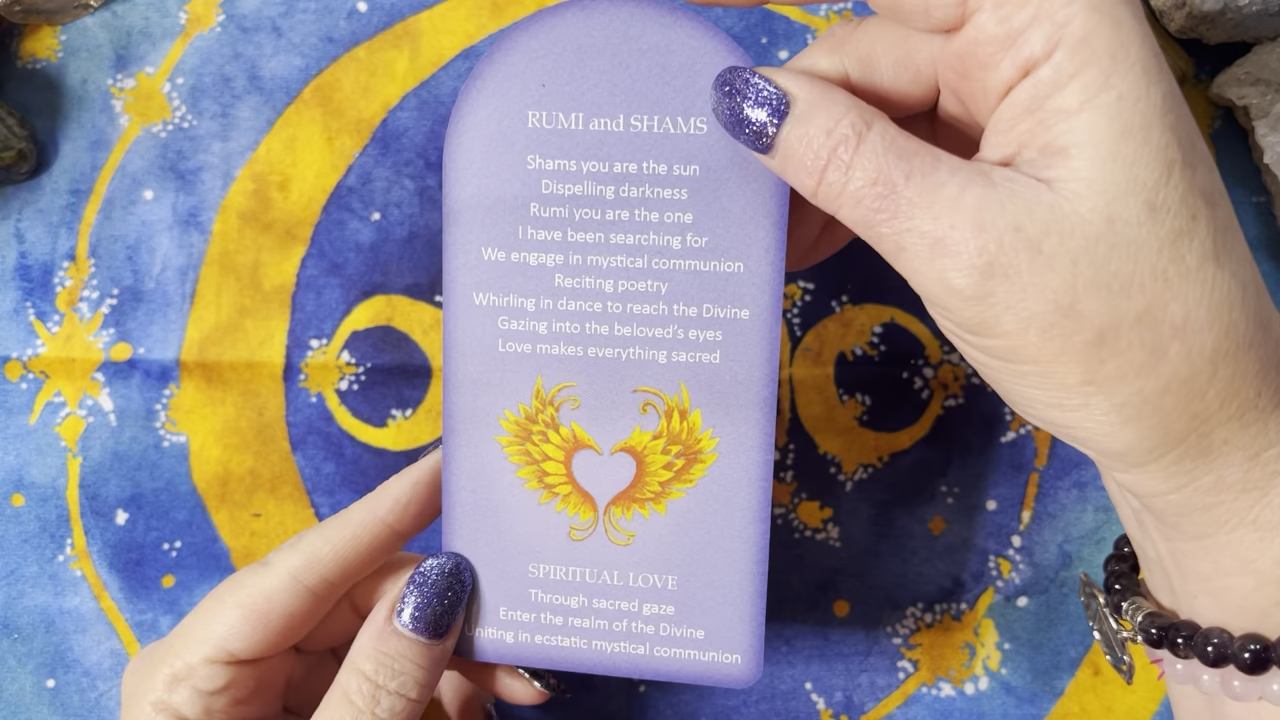 RUMI and SHAMS
Shams you are the sun
Dispelling darkness
Rumi you are the one
I have been searching for
We engage in mystical communion
Reciting poetry
Whirling in dance to reach the Divine
Gazing into the beloved's eyes
Love makes everything sacred
SPIRITUAL LOVE
Through sacred gaze
Enter the realm of the Divine
Uniting in ecstatic mystical communion